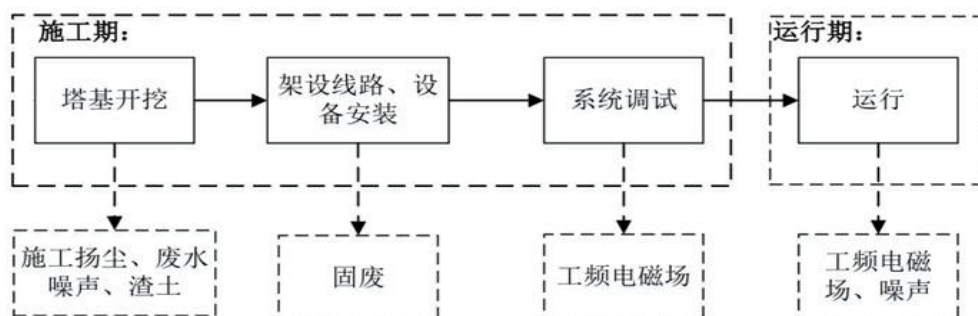 施工期：
运行期：
塔基开挖
架设线路、设
备安装
系统调试
运行
施工扬尘、废水
噪声、渣土
固废
工频电磁场
工频电磁
场、噪声